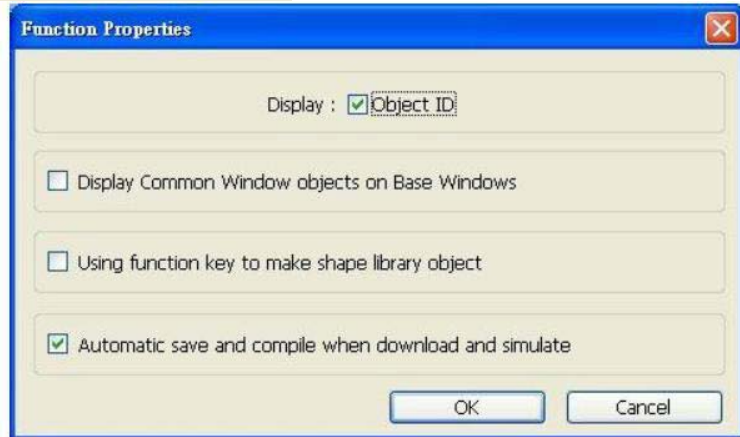 Function Properties
Display : Object ID
Display Common Window objects on Base Windows
Using function key to make shape library object
Automatic save and compile when download and simulate
OK Cancel